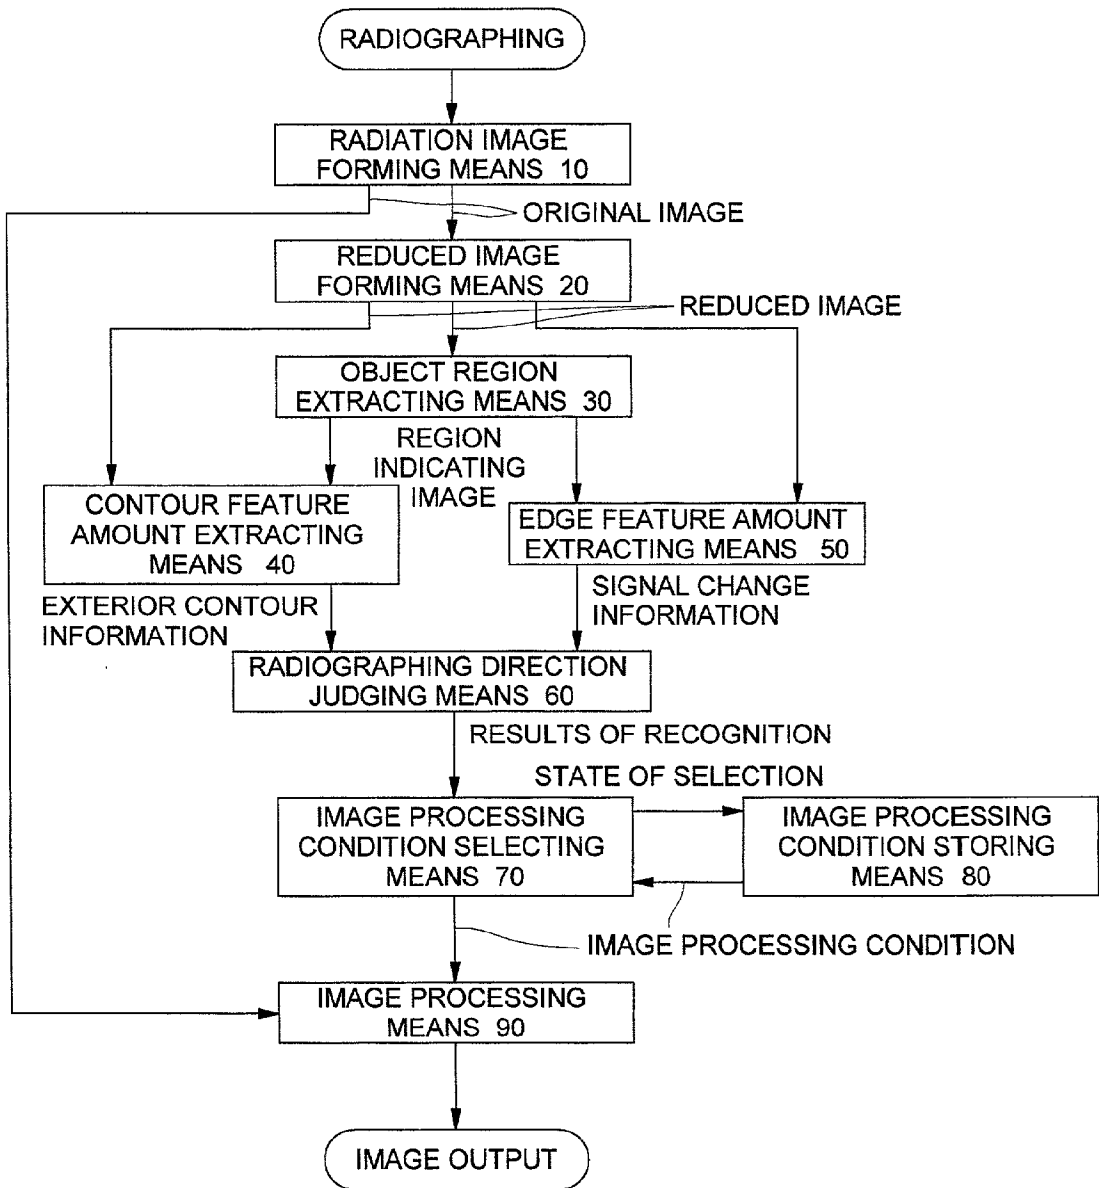 RADIOGRAPHING
RADIATION IMAGE
FORMING MEANS 10
ORIGINAL IMAGE
REDUCED IMAGE
FORMING MEANS 20
REDUCED IMAGE
OBJECT REGION
EXTRACTING MEANS 30
REGION
INDICATING
IMAGE
CONTOUR FEATURE
AMOUNT EXTRACTING
MEANS 40
EDGE FEATURE AMOUNT
EXTRACTING MEANS 50
EXTERIOR CONTOUR
INFORMATION
SIGNAL CHANGE
INFORMATION
RADIOGRAPHING DIRECTION
JUDGING MEANS 60
RESULTS OF RECOGNITION
STATE OF SELECTION
IMAGE PROCESSING
CONDITION SELECTING
MEANS 70
IMAGE PROCESSING
CONDITION STORING
MEANS 80
IMAGE PROCESSING CONDITION
IMAGE PROCESSING
MEANS 90
IMAGE OUTPUT